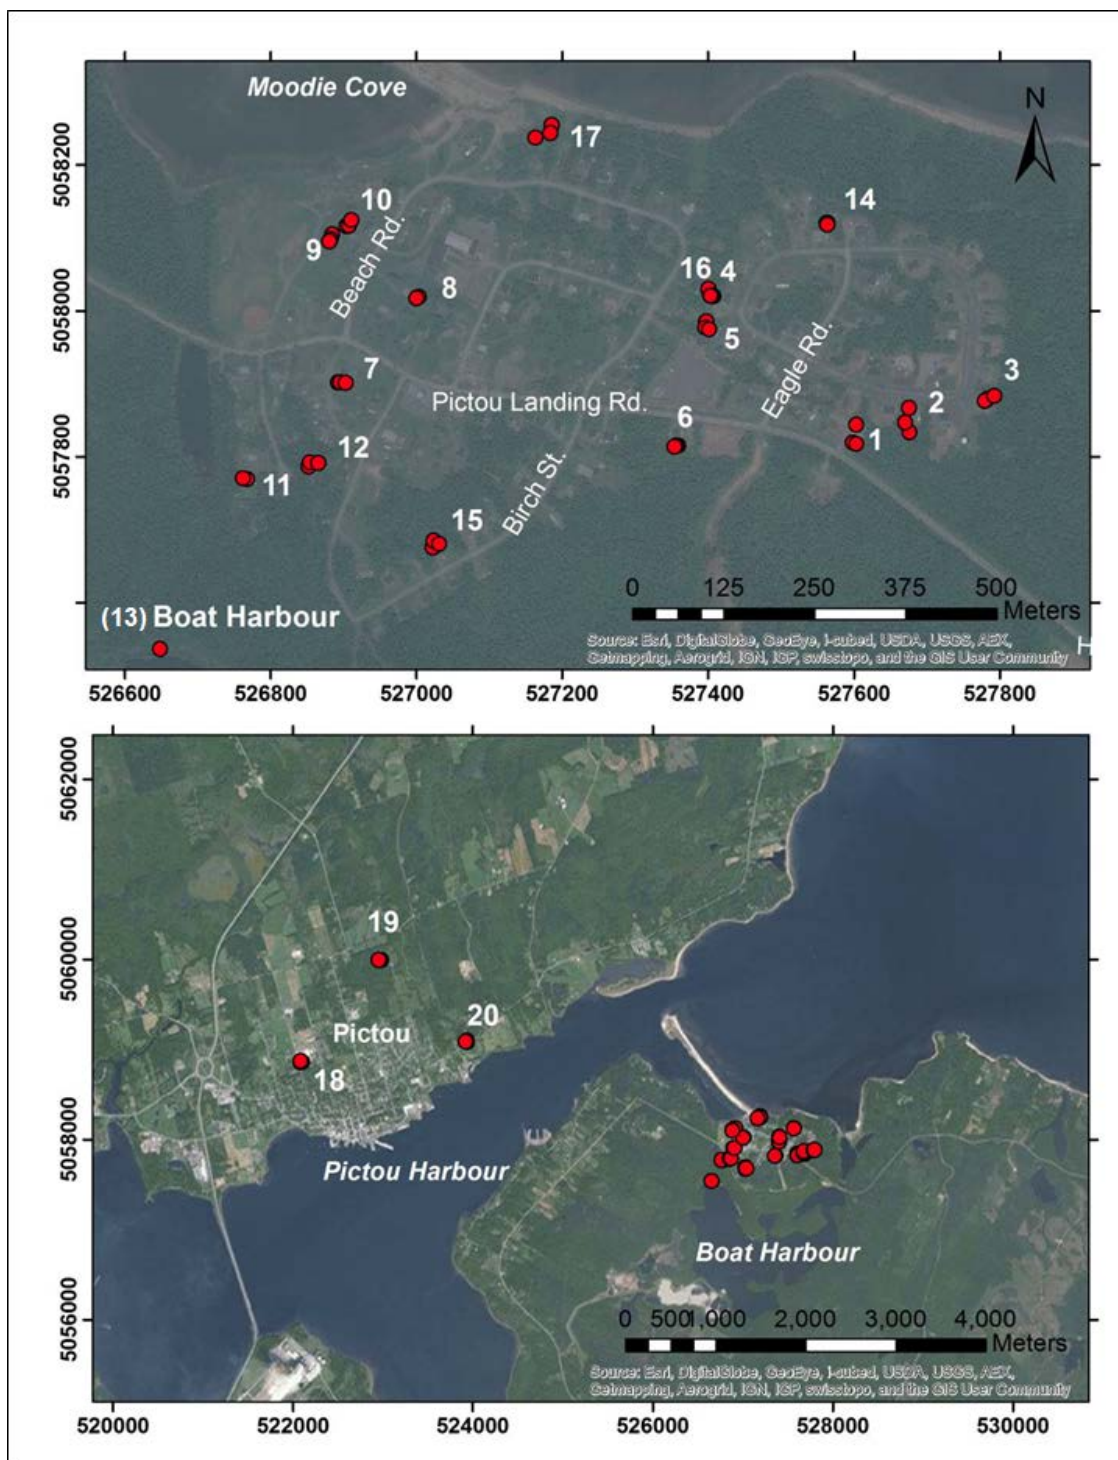 Moodie Cove
N
17
10
14
9
Beach Rd.
16 4
8
5
Eagle Rd.
7
3
Pictou Landing Rd.
2
6
1
12
11
Birch St.
15
(13) Boat Harbour
0 125 250 375 500
Meters
H
Source: Esri, DigitalGlobe, GeoEye, i-cubed, USDA, USGS, AEX,
Getmapping, Aerogrid, IGN, IGP, swisstopo, and the GIS User Community
5058200
5058000
5057800
526600 526800 527000 527200 527400 527600 527800
19
20
Pictou
18
Pictou Harbour
Boat Harbour
0 500 1,000 2,000 3,000 4,000
Meters
Source: Esri, DigitalGlobe, GeoEye, i-cubed, USDA, USGS, AEX,
Getmapping, Aerogrid, IGN, IGP, swisstopo, and the GIS User Community
5062000
5060000
5058000
5056000
520000 522000 524000 526000 528000 530000